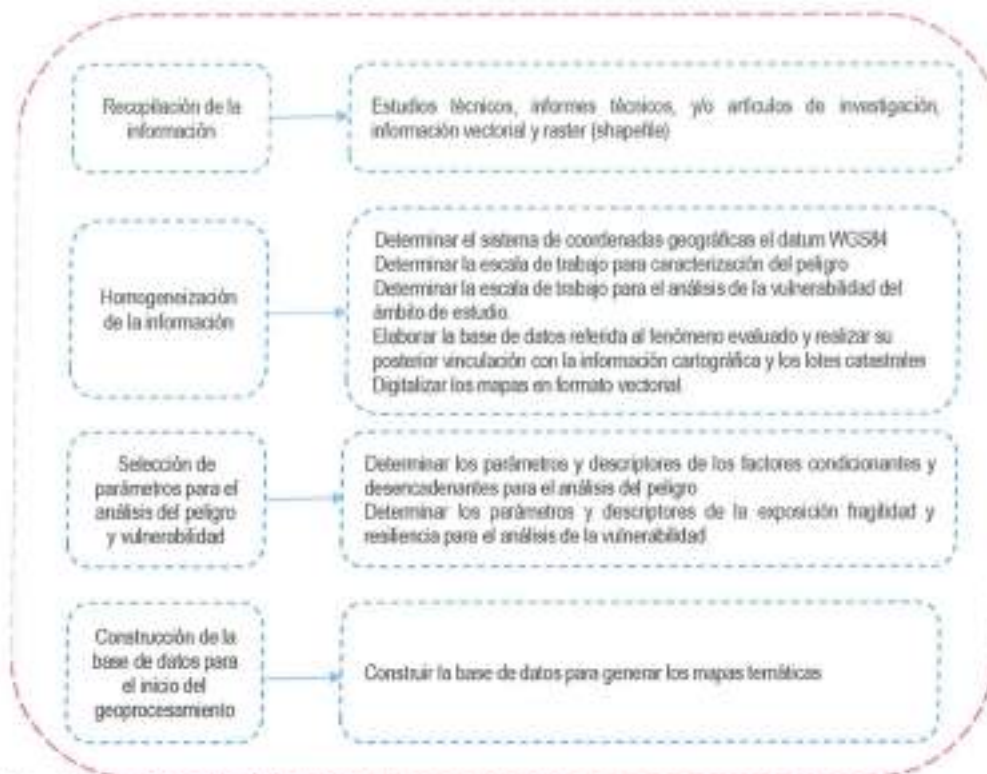 Recopilación de la
información
Estudios técnicos, informes técnicos, y/o artículos de investigación,
información vectorial y raster (shapefile)
Homogeneización
de la información
Determinar el sistema de coordenadas geográficas el datum WGS84
Determinar la escala de trabajo para caracterización del peligro
Determinar la escala de trabajo para el análisis de la vulnerabilidad del
ámbito de estudio.
Elaborar la base de datos referida al fenómeno evaluado y realizar su
posterior vinculación con la información cartográfica y los lotes catastrales
Digitalizar los mapas en formato vectorial.
Selección de
parámetros para el
análisis del peligro
y vulnerabilidad
Determinar los parámetros y descriptores de los factores condicionantes y
desencadenantes para el análisis del peligro
Determinar los parámetros y descriptores de la exposición fragilidad y
resiliencia para el análisis de la vulnerabilidad
Construcción de la
base de datos para
el inicio del
geoprocesamiento
Construir la base de datos para generar los mapas temáticas